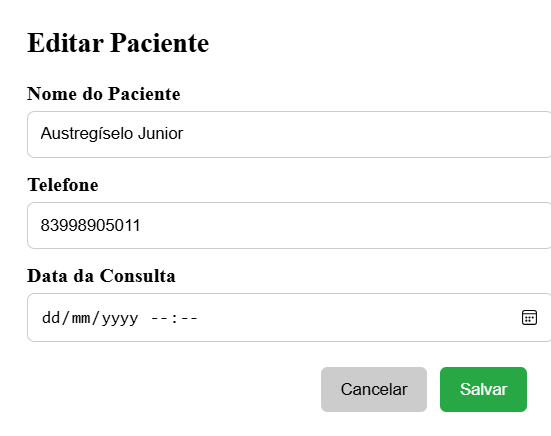 Editar Paciente
Nome do Paciente
Austregíselo Junior
Telefone
83998905011
Data da Consulta
dd/mm/yyyy --:--
Cancelar Salvar